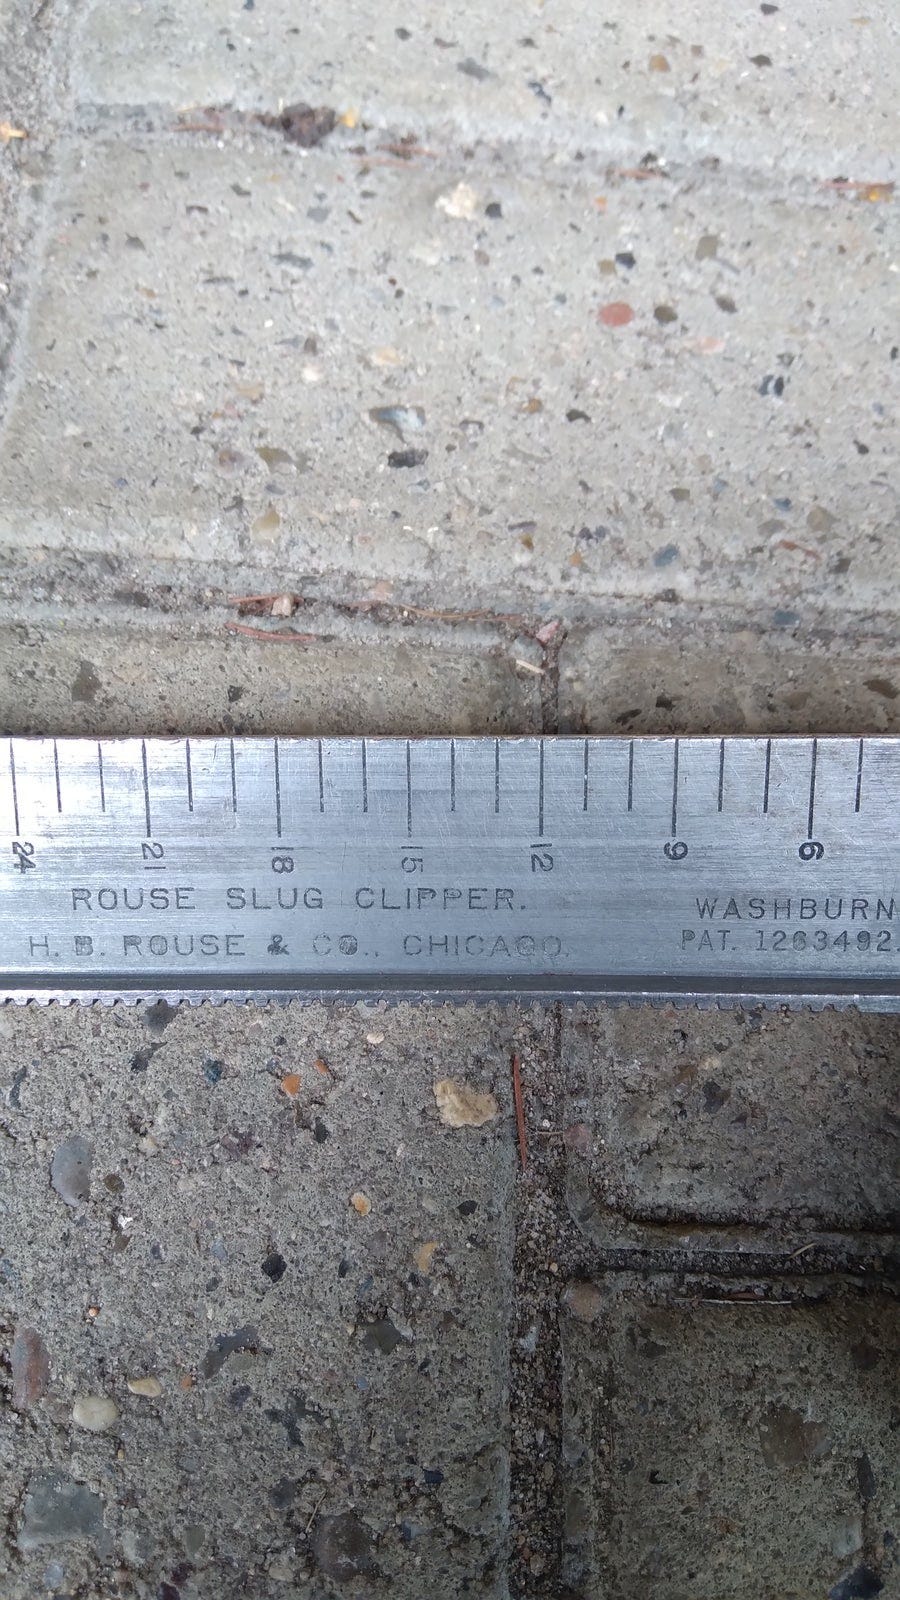 24 21 18 15 12 9 6
ROUSE SLUG CLIPPER.
WASHBURN
H. B. ROUSE & CO., CHICAGO.
PAT. 1263492.